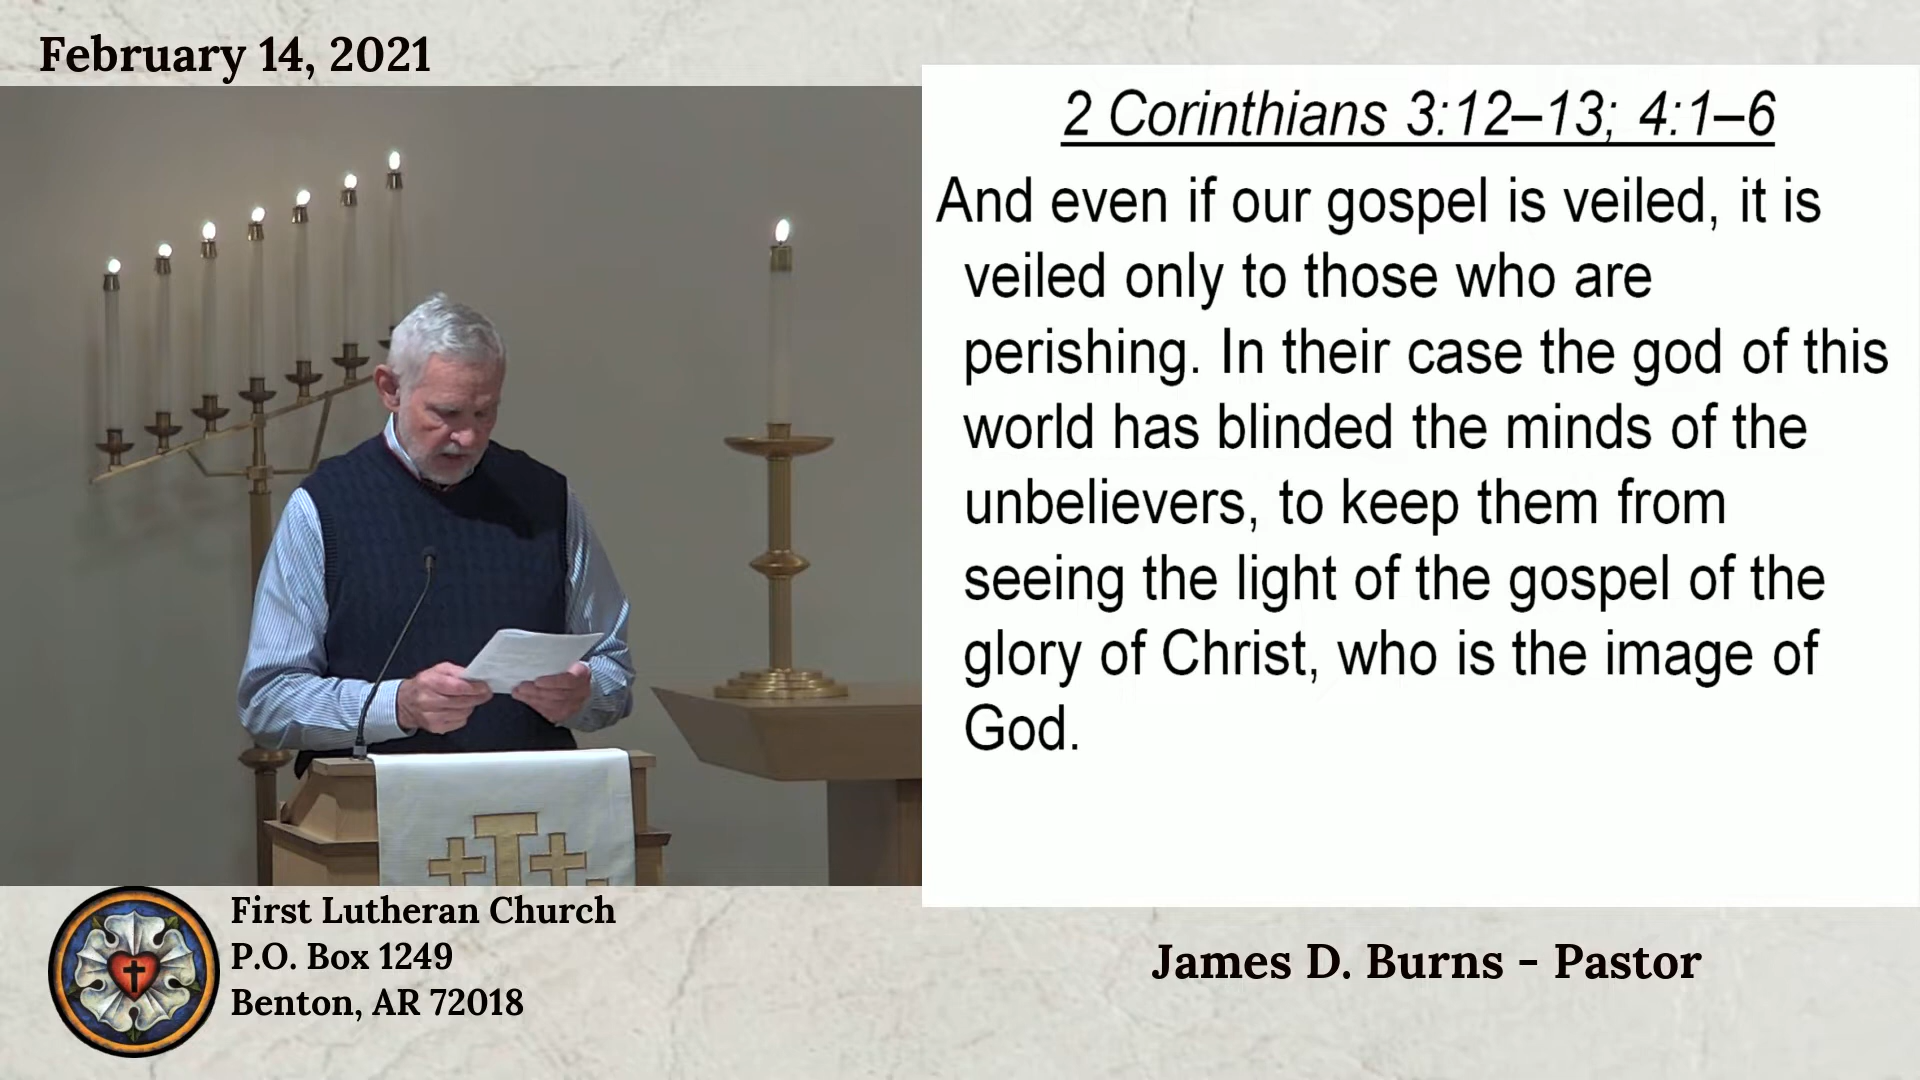 February 14, 2021
2 Corinthians 3:12–13; 4:1–6
And even if our gospel is veiled, it is
veiled only to those who are
perishing. In their case the god of this
world has blinded the minds of the
unbelievers, to keep them from
seeing the light of the gospel of the
glory of Christ, who is the image of
God.
First Lutheran Church
P.O. Box 1249
Benton, AR 72018
James D. Burns - Pastor